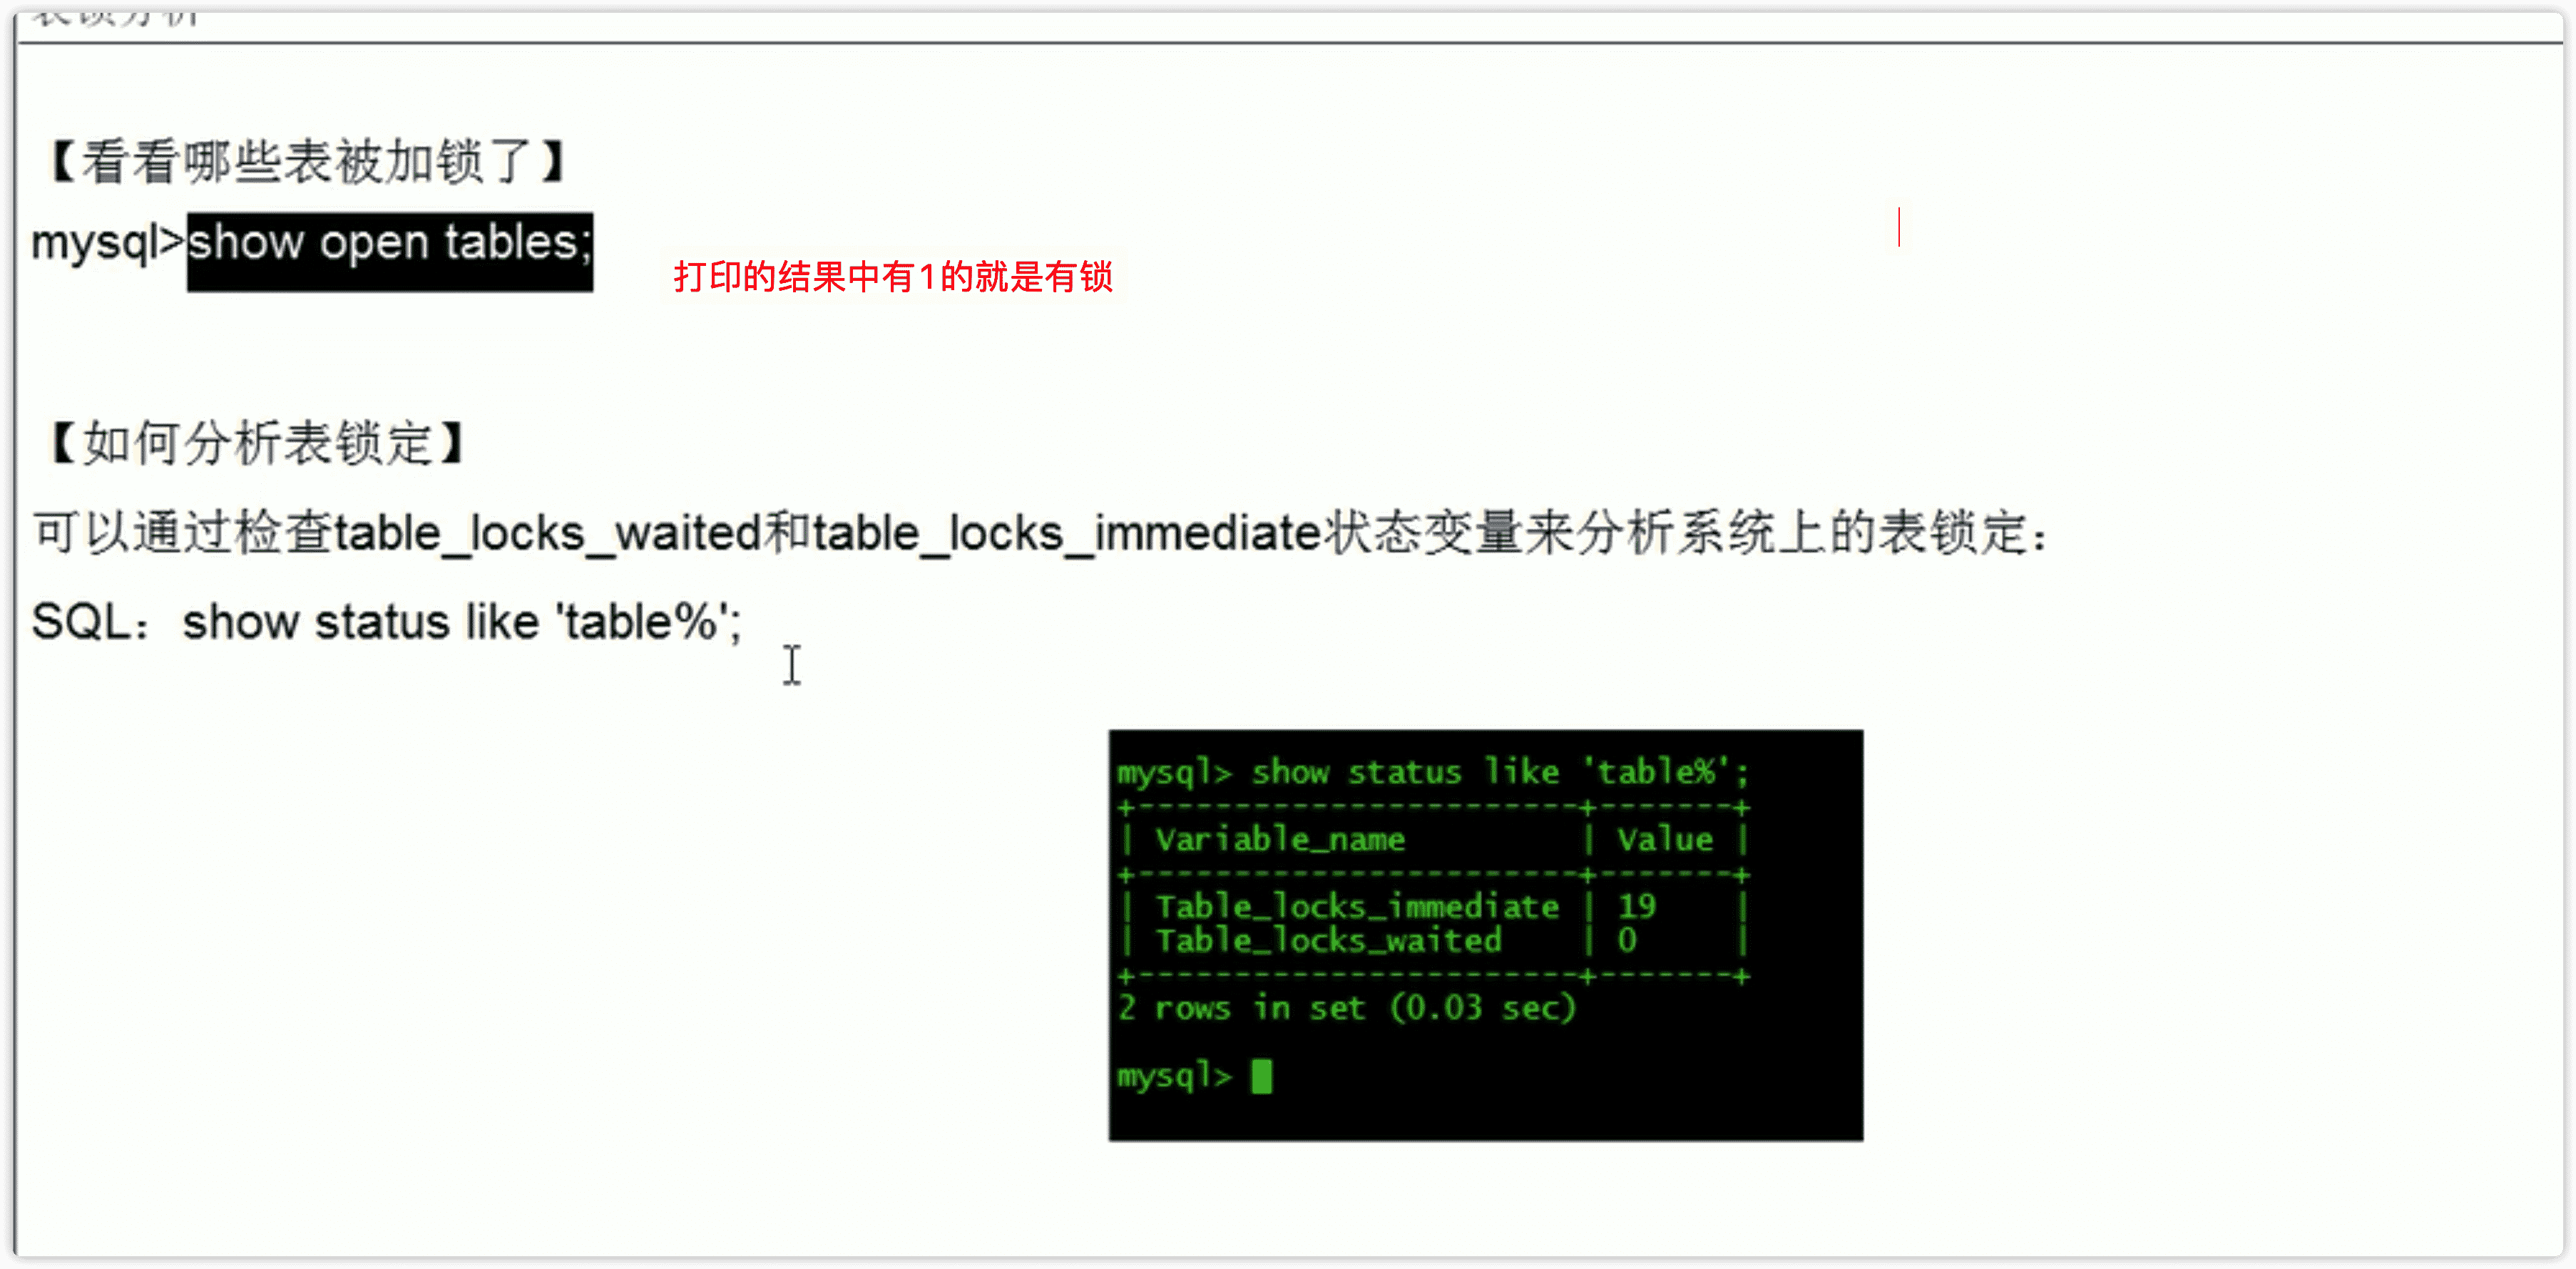 表锁分析
【看看哪些表被加锁了】
mysql>show open tables;
打印的结果中有1的就是有锁
【如何分析表锁定】
可以通过检查table_locks_waited和table_locks_immediate状态变量来分析系统上的表锁定：
SQL：show status like 'table%';
mysql> show status like 'table%';
+-----------------------+-------+
| Variable_name | Value |
+-----------------------+-------+
| Table_locks_immediate | 19 |
| Table_locks_waited | 0 |
+-----------------------+-------+
2 rows in set (0.03 sec)
mysql>